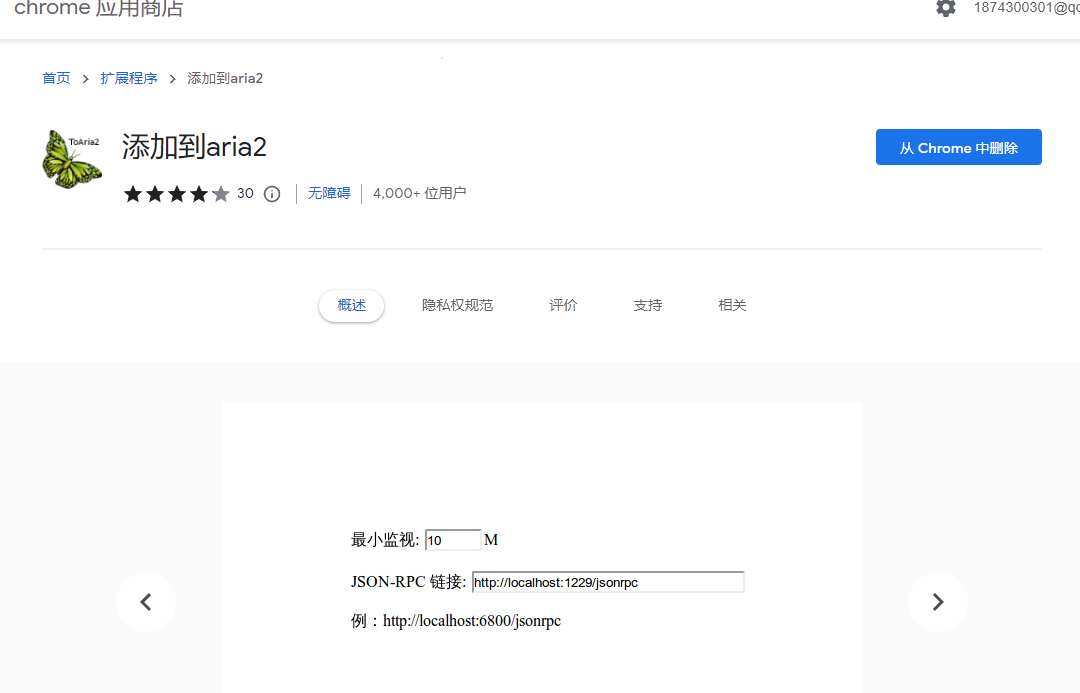 chrome 应用商店
1874300301@qq
首页 > 扩展程序 > 添加到aria2
ToAria2
添加到aria2
从 Chrome 中删除
30
无障碍
4,000+ 位用户
概述
隐私权规范
评价
支持
相关
最小监视: 10 M
JSON-RPC 链接: http://localhost:1229/jsonrpc
例：http://localhost:6800/jsonrpc